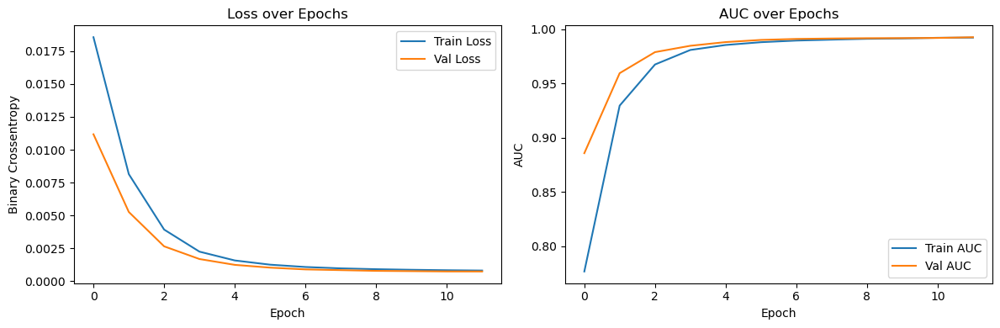 Loss over Epochs
Train Loss
Val Loss
0.0175
0.0150
0.0125
0.0100
0.0075
0.0050
0.0025
0.0000
Binary Crossentropy
0 2 4 6 8 10
Epoch
AUC over Epochs
1.00
0.95
0.90
0.85
0.80
AUC
Train AUC
Val AUC
0 2 4 6 8 10
Epoch